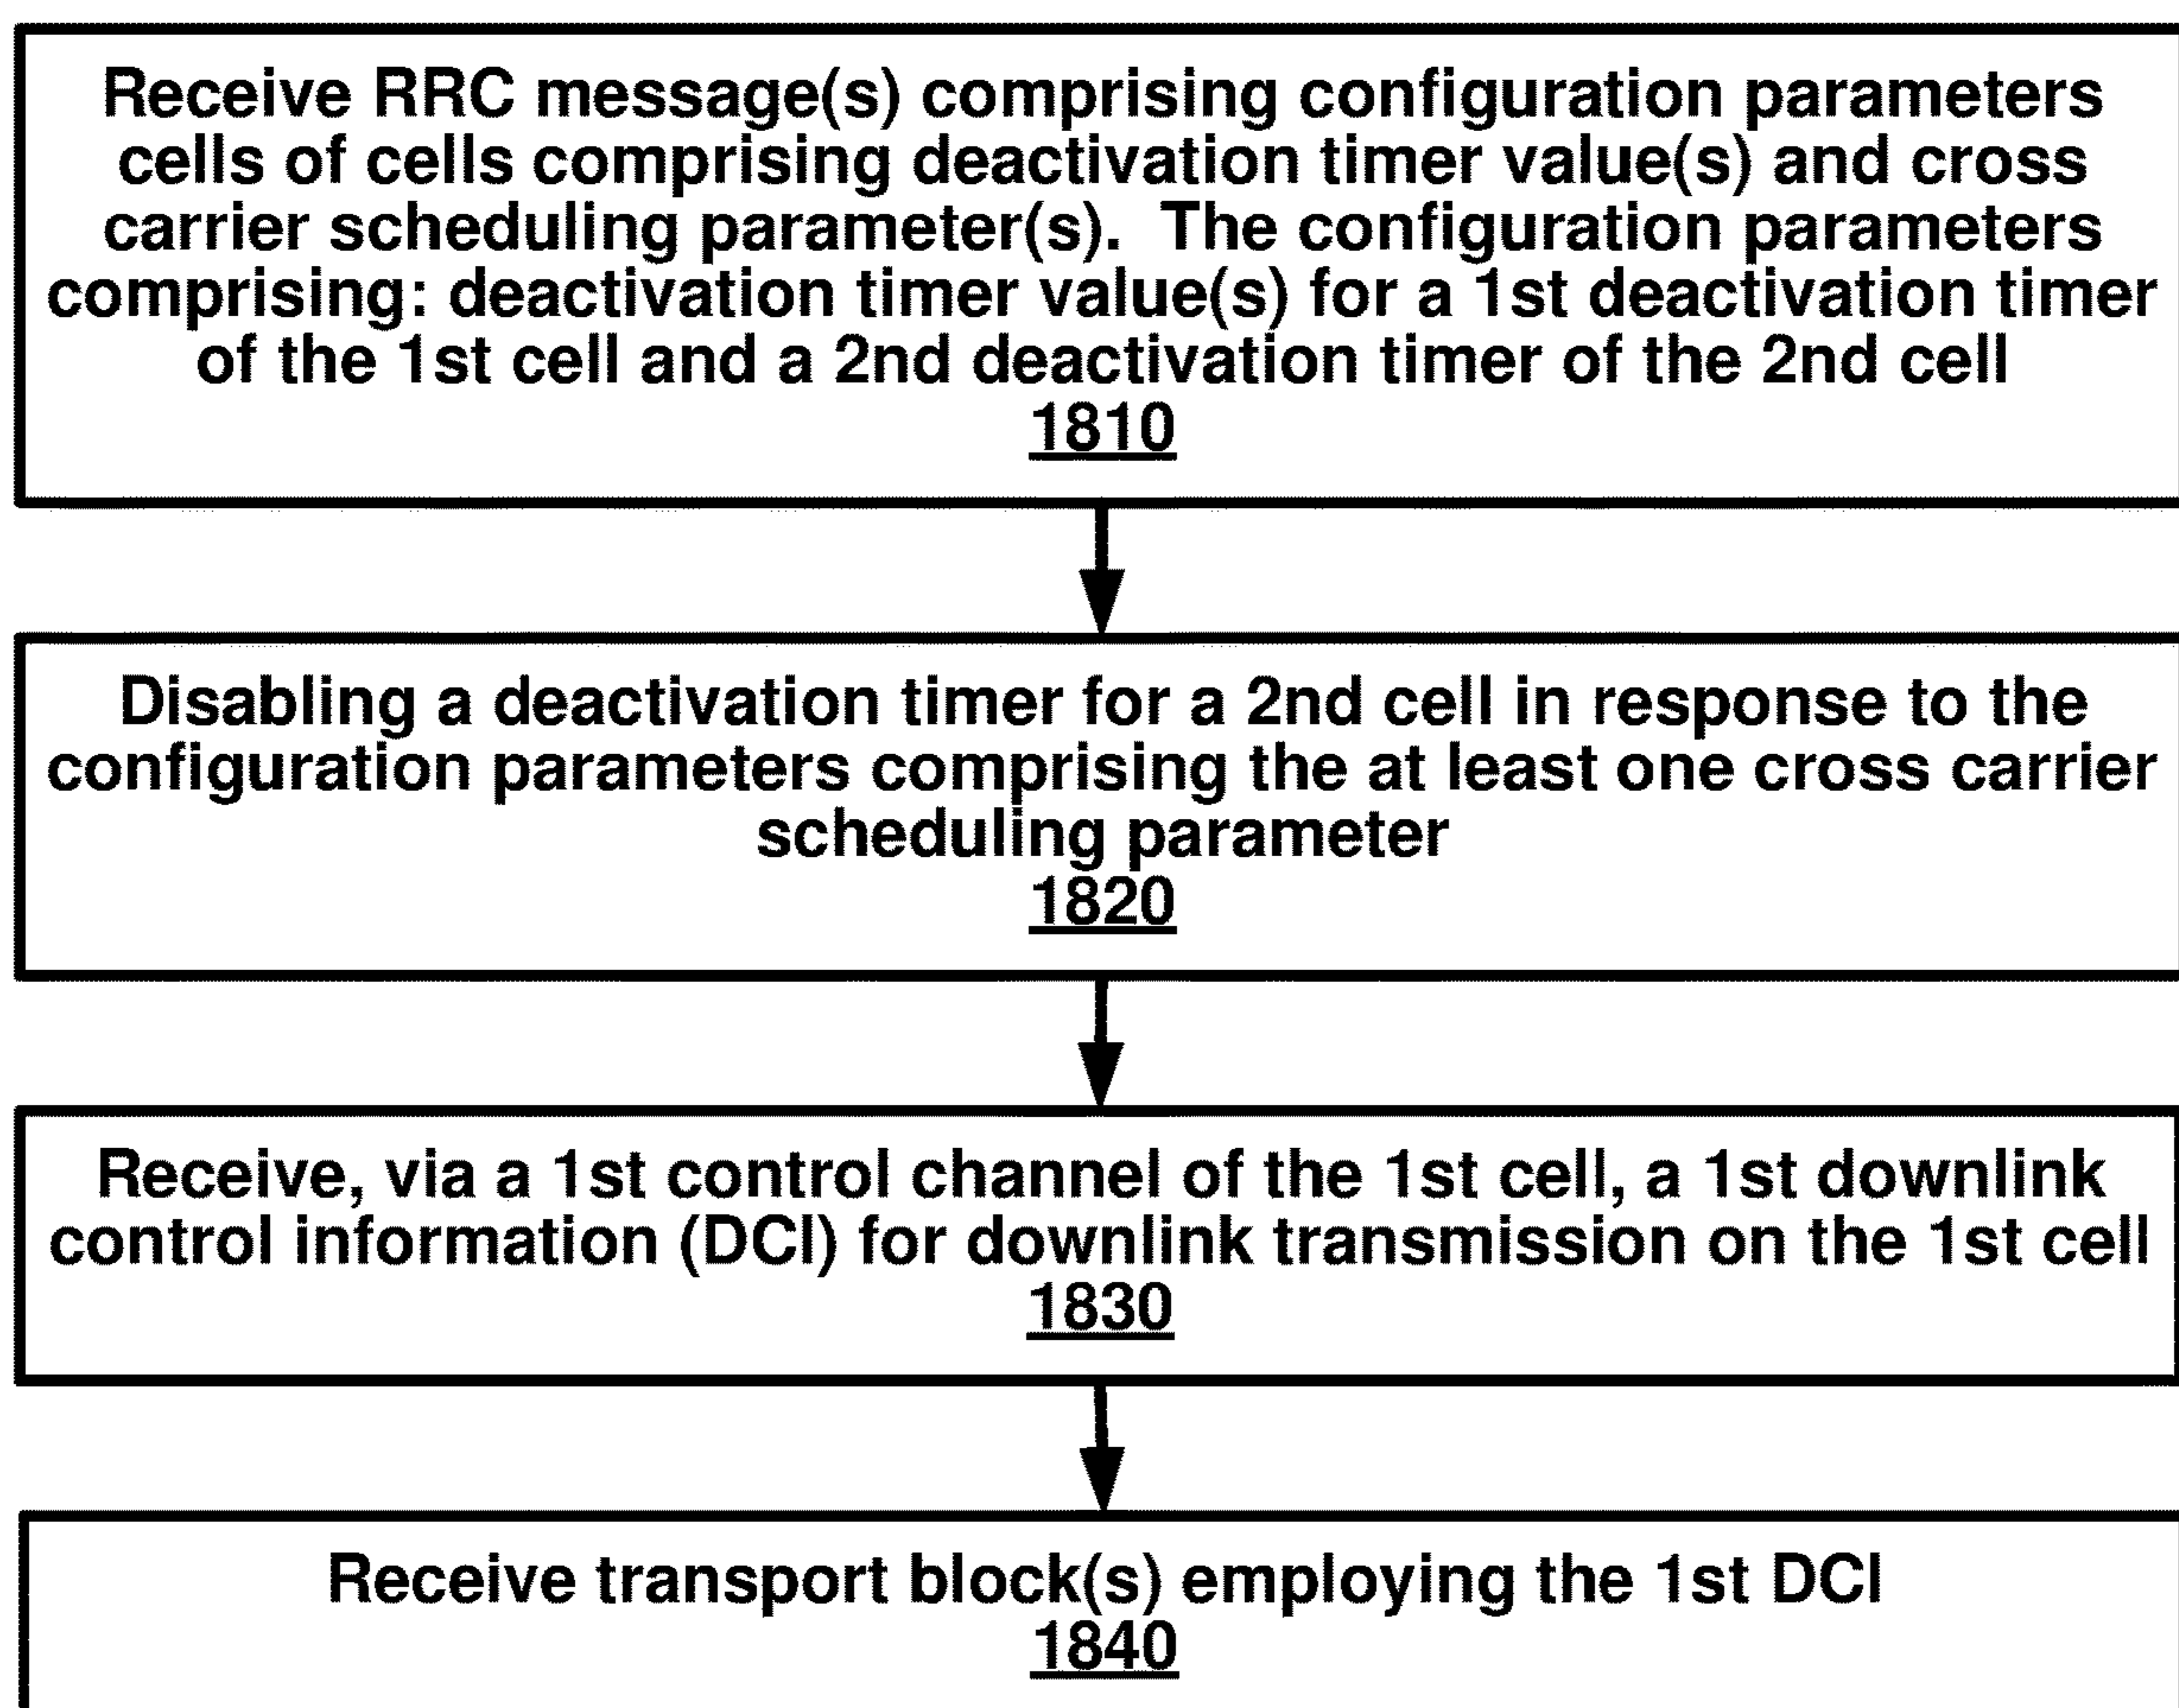 Receive RRC message(s) comprising configuration parameters
cells of cells comprising deactivation timer value(s) and cross
carrier scheduling parameter(s). The configuration parameters
comprising: deactivation timer value(s) for a 1st deactivation timer
of the 1st cell and a 2nd deactivation timer of the 2nd cell
1810
Disabling a deactivation timer for a 2nd cell in response to the
configuration parameters comprising the at least one cross carrier
scheduling parameter
1820
Receive, via a 1st control channel of the 1st cell, a 1st downlink
control information (DCI) for downlink transmission on the 1st cell
1830
Receive transport block(s) employing the 1st DCI
1840